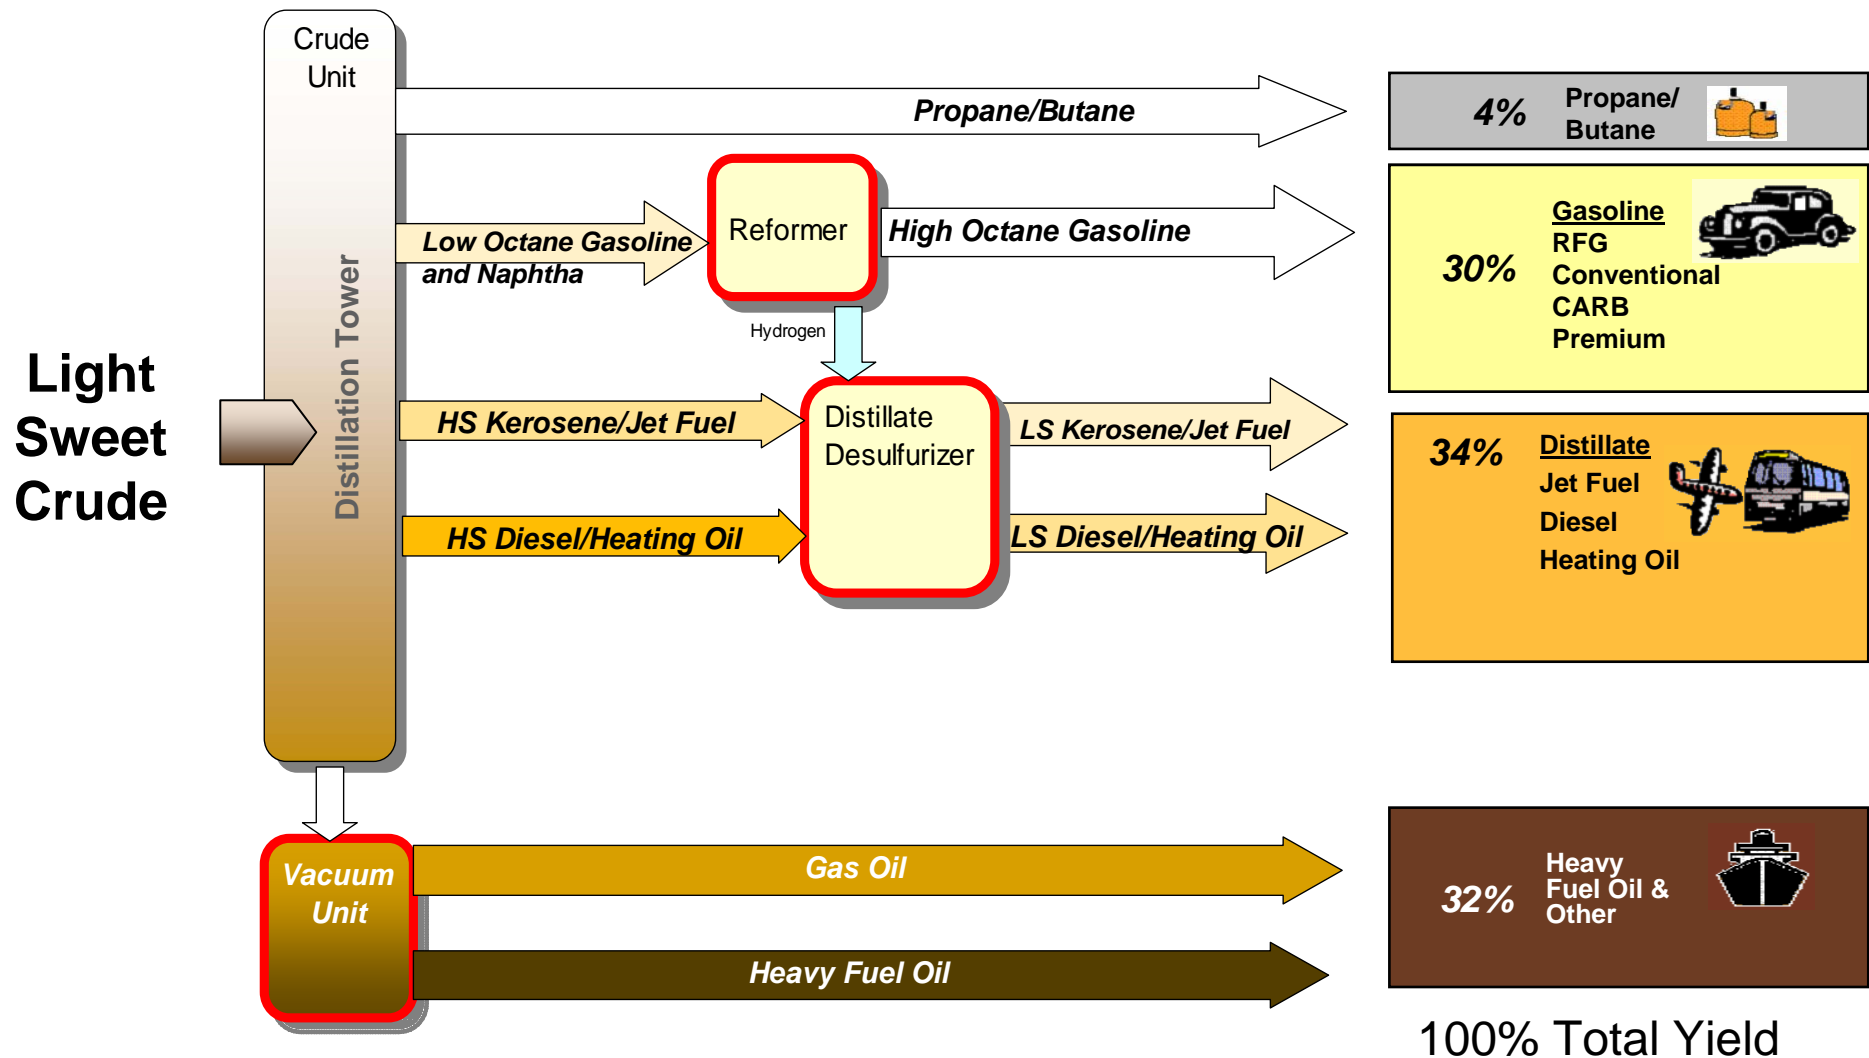 Crude
Unit
Distillation Tower
Light
Sweet
Crude
Propane/Butane
Low Octane Gasoline
and Naphtha
Reformer
High Octane Gasoline
Hydrogen
HS Kerosene/Jet Fuel
Distillate
Desulfurizer
LS Kerosene/Jet Fuel
HS Diesel/Heating Oil
LS Diesel/Heating Oil
Vacuum
Unit
Gas Oil
Heavy Fuel Oil
4%
Propane/
Butane
30%
Gasoline
RFG
Conventional
CARB
Premium
34%
Distillate
Jet Fuel
Diesel
Heating Oil
32%
Heavy
Fuel Oil &
Other
100% Total Yield